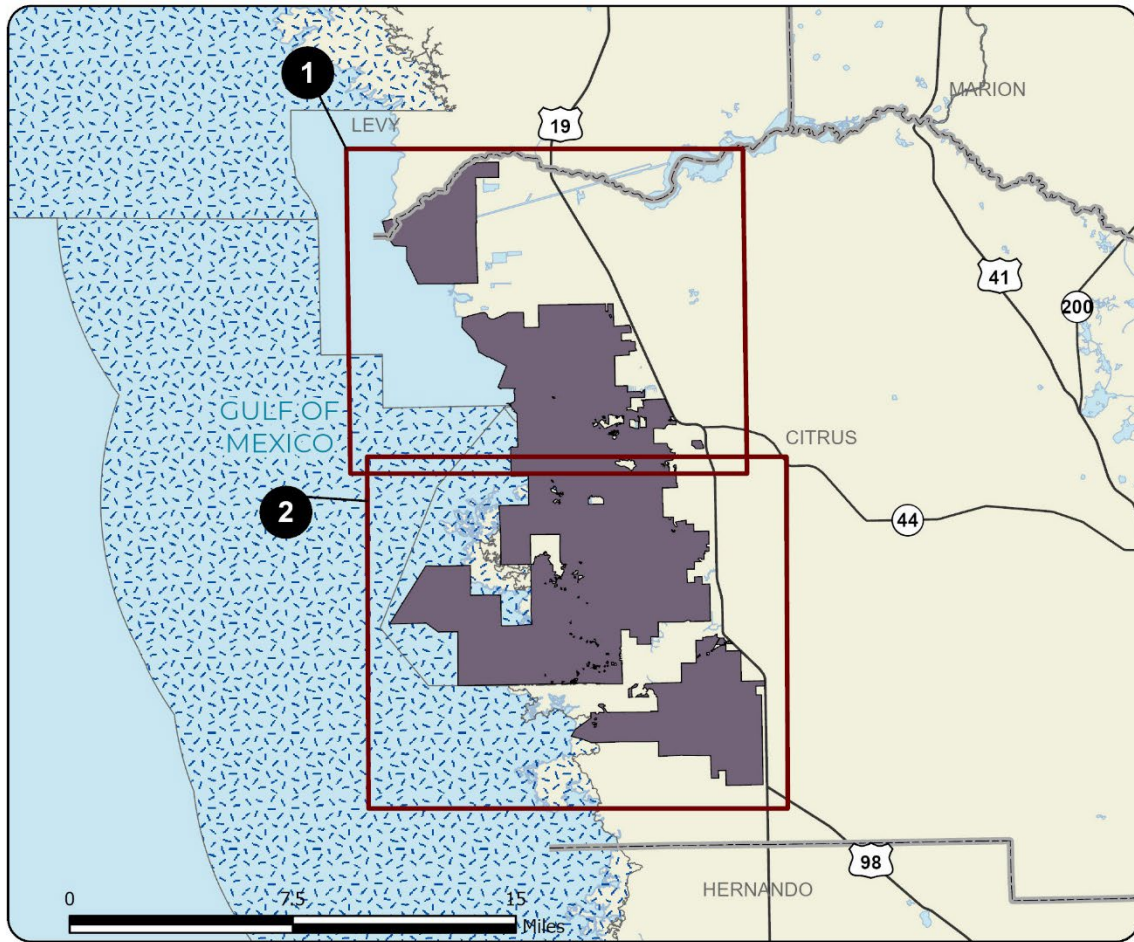 1
LEVY
19
MARION
41
200
GULF OF
MEXICO
CITRUS
2
44
98
HERNANDO
0
7.5
15
Miles